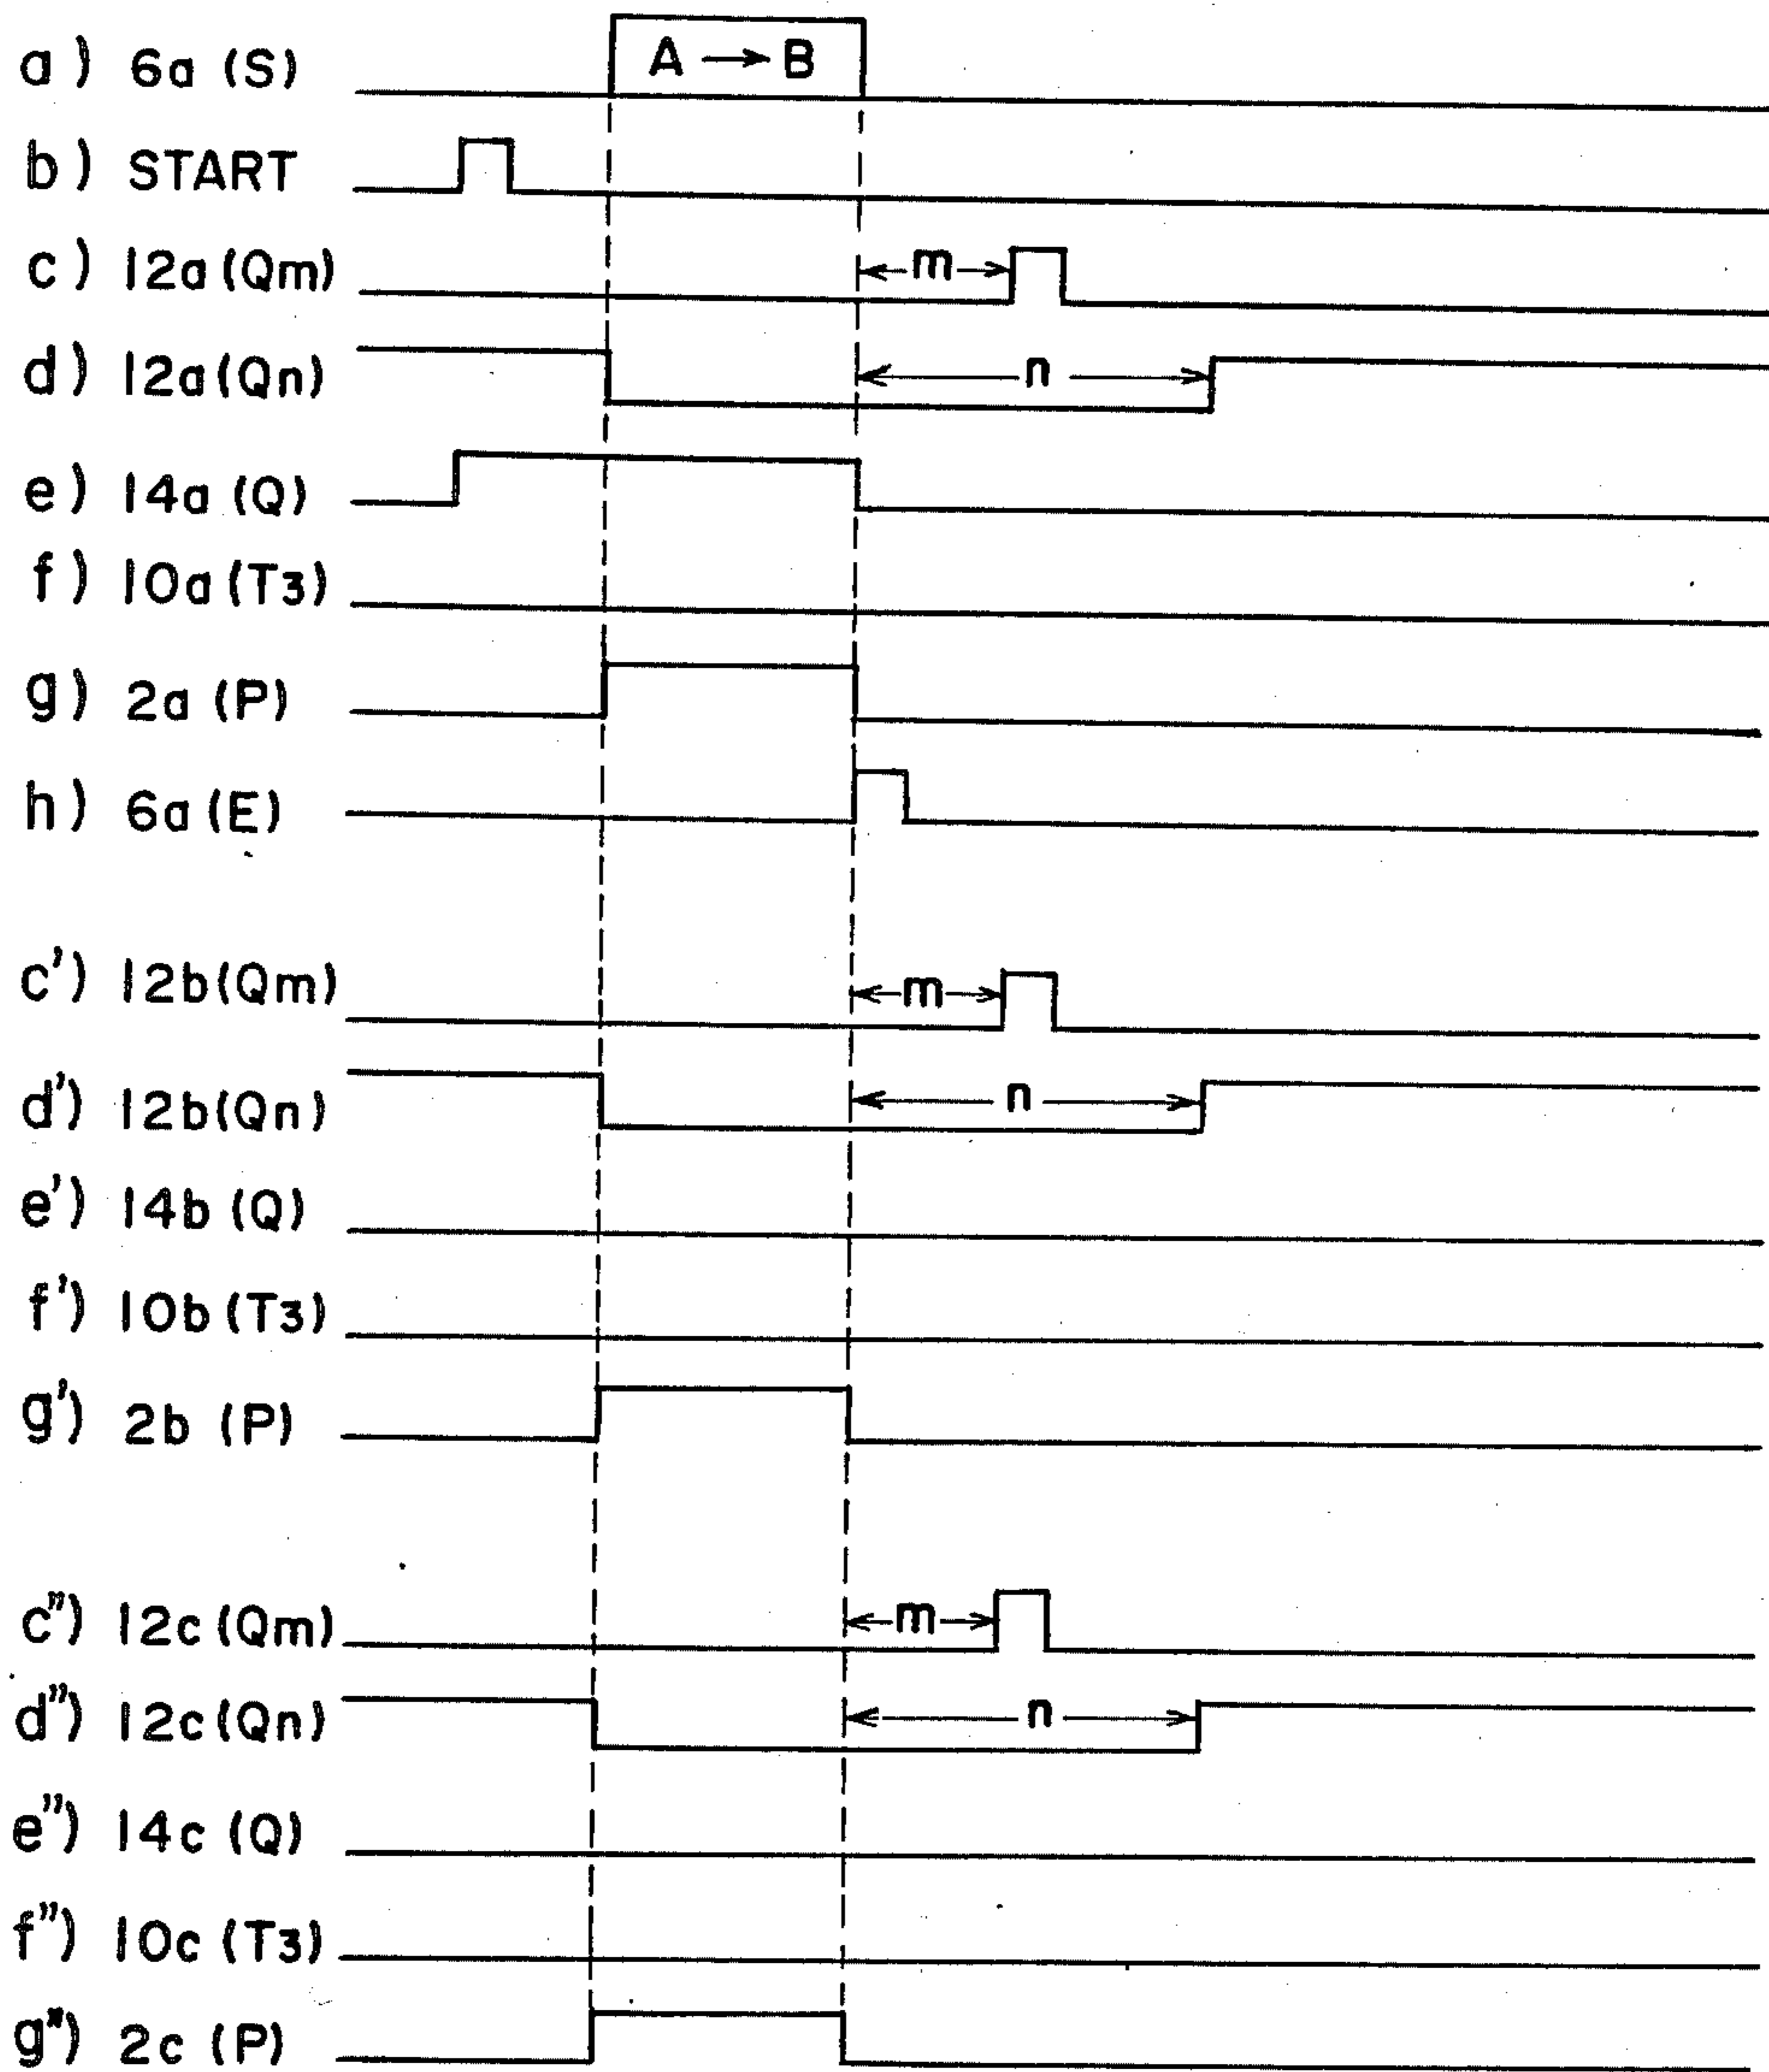 a) 6a (S) A → B
b) START
c) 12a (Qm) m
d) 12a (Qn) n
e) 14a (Q)
f) 10a (T3)
g) 2a (P)
h) 6a (E)
c') 12b (Qm) m
d') 12b (Qn) n
e') 14b (Q)
f') 10b (T3)
g') 2b (P)
c") 12c (Qm) m
d") 12c (Qn) n
e") 14c (Q)
f") 10c (T3)
g") 2c (P)